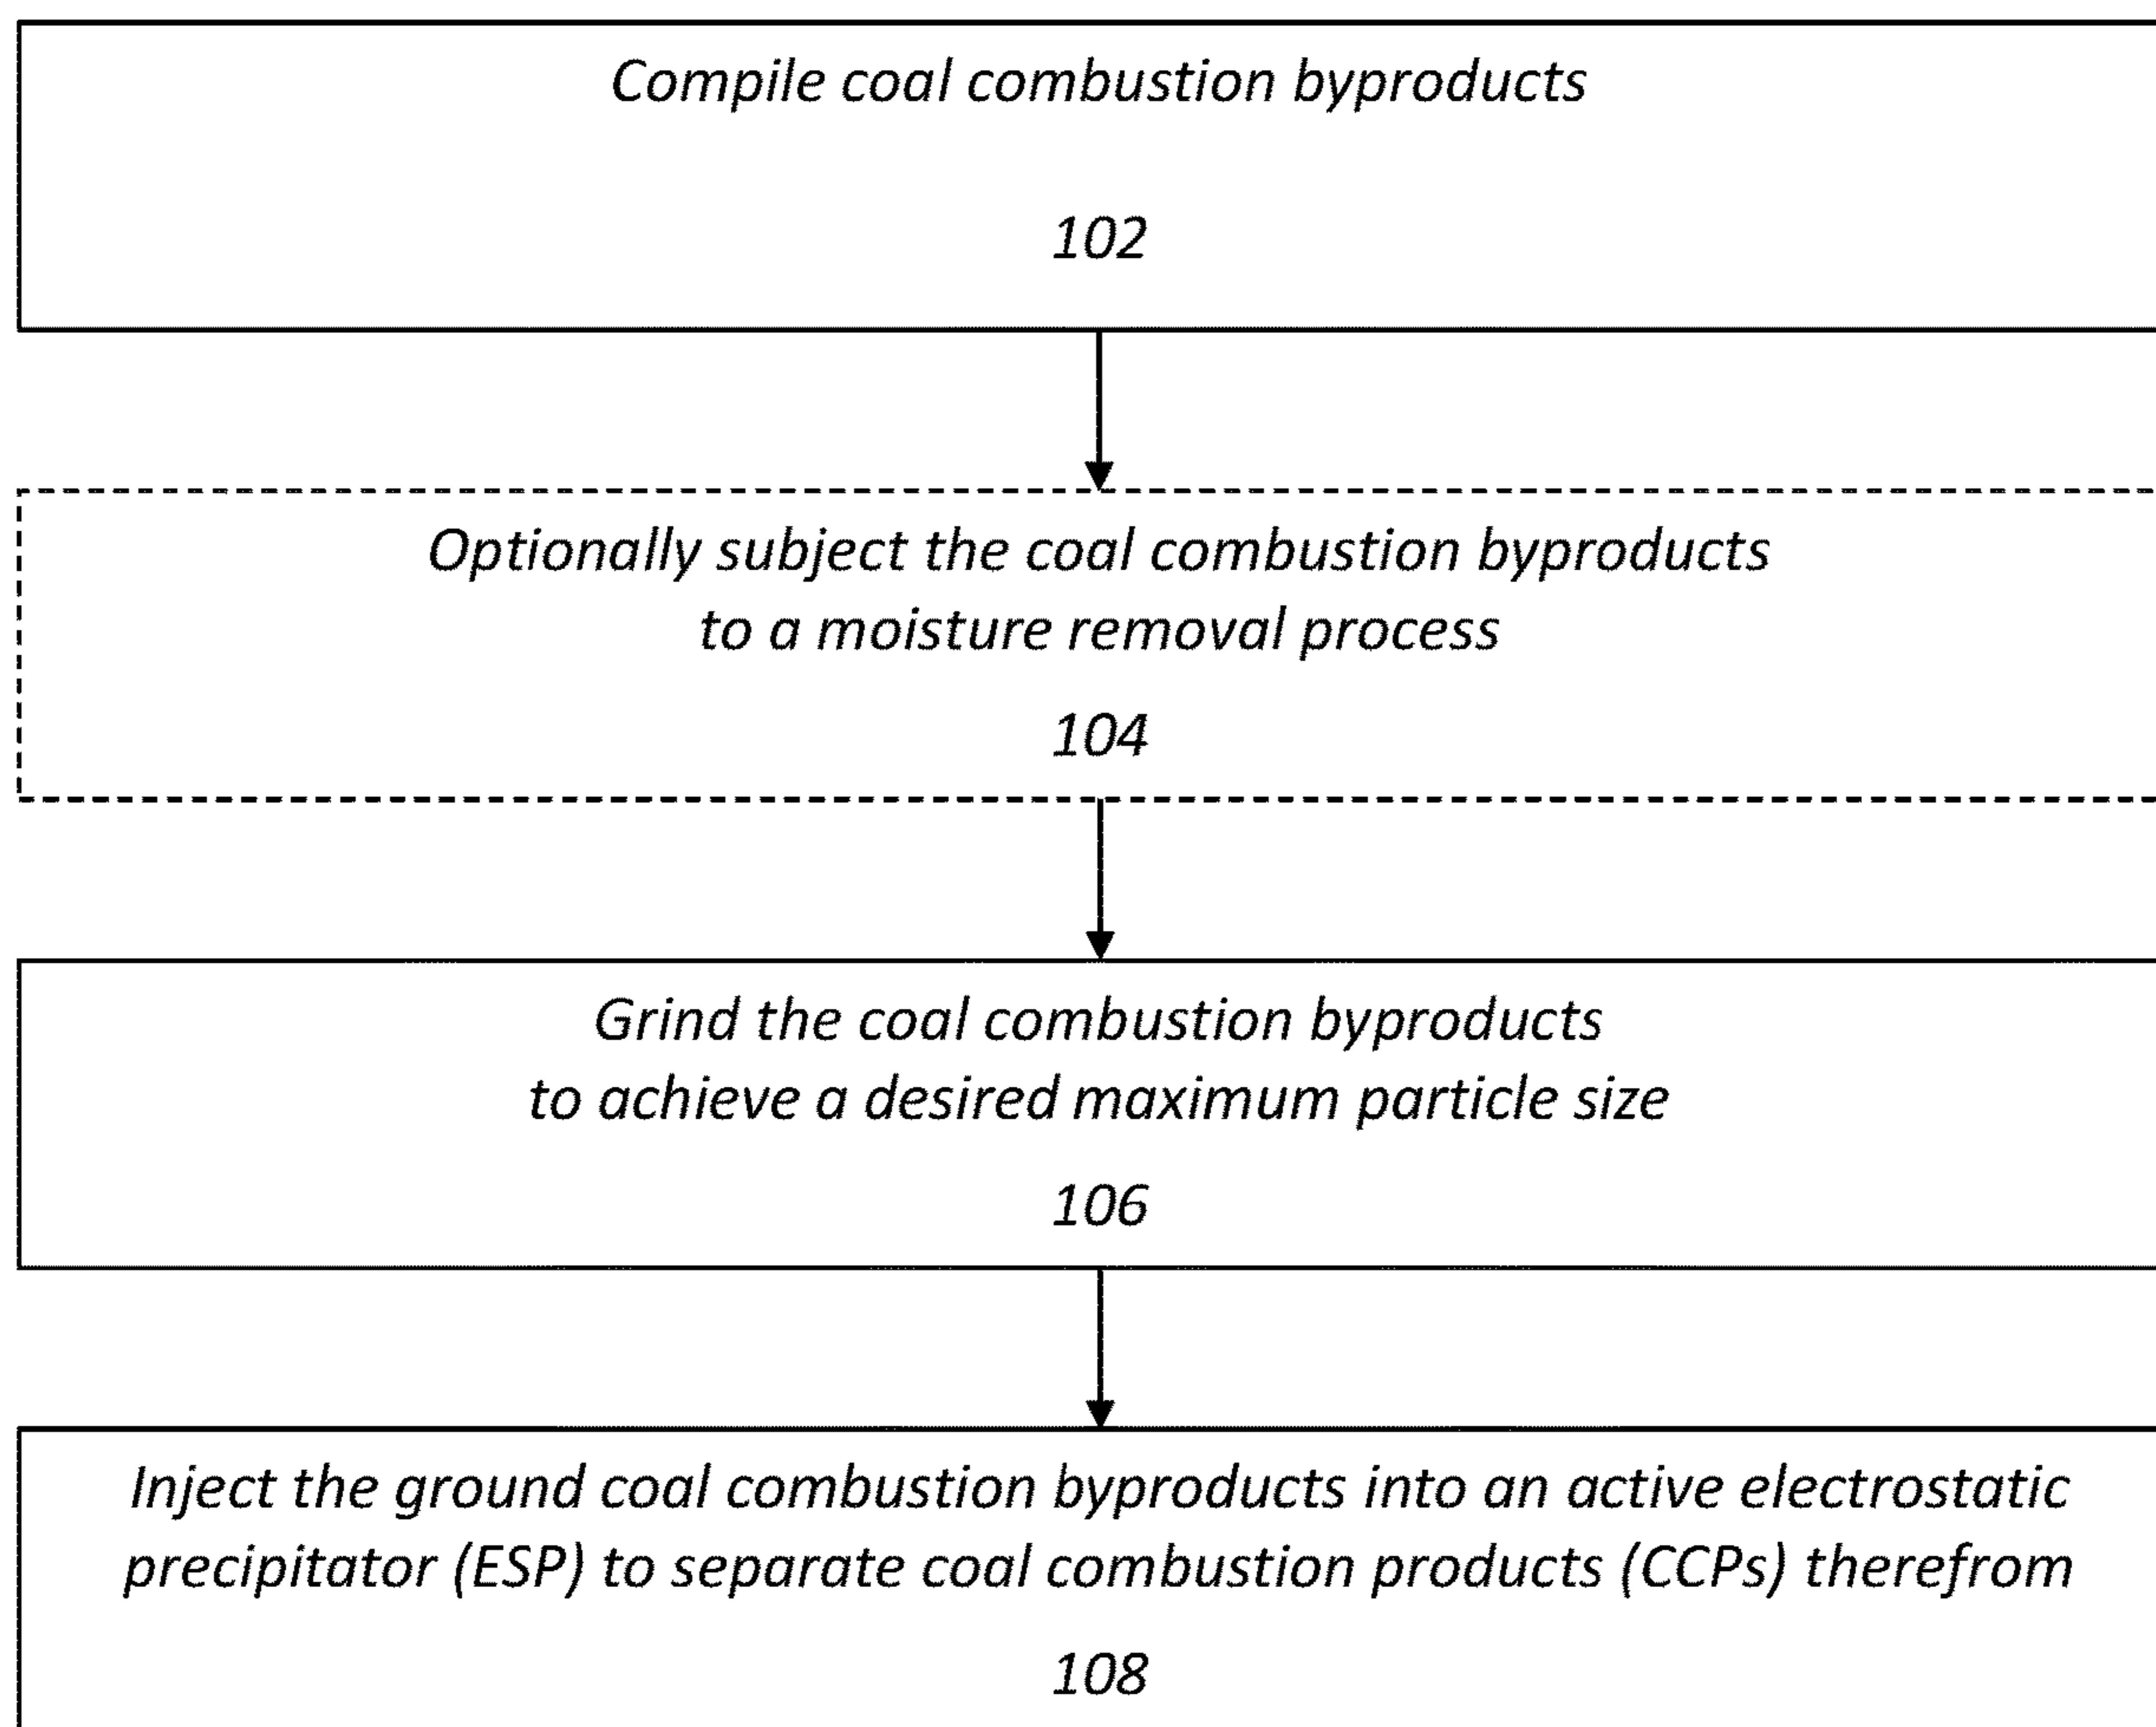 Compile coal combustion byproducts
102
Optionally subject the coal combustion byproducts
to a moisture removal process
104
Grind the coal combustion byproducts
to achieve a desired maximum particle size
106
Inject the ground coal combustion byproducts into an active electrostatic
precipitator (ESP) to separate coal combustion products (CCPs) therefrom
108